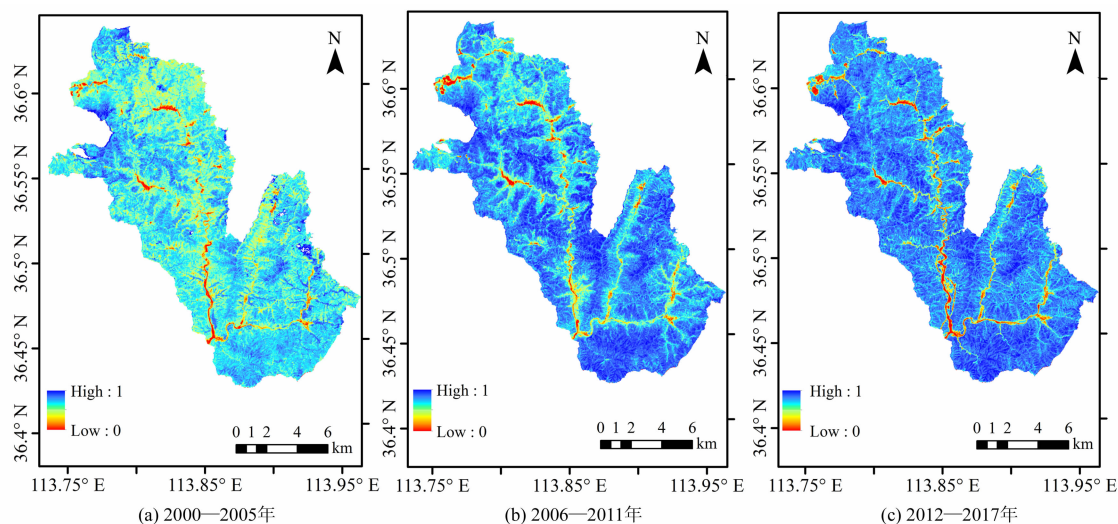 N
36.6° N
36.55° N
36.5° N
36.45° N
36.4° N
High : 1
Low : 0
0 1 2 4 6
km
113.75° E 113.85° E 113.95 E
(a) 2000—2005年
N
36.6° N
36.55° N
36.5° N
36.45° N
36.4° N
High : 1
Low : 0
0 1 2 4 6
km
113.75° E 113.85° E 113.95° E
(b) 2006—2011年
N
36.6° N
36.55° N
36.5° N
36.45° N
36.4° N
High : 1
Low : 0
0 1 2 4 6
km
113.75° E 113.85° E 113.95° E
(c) 2012—2017年